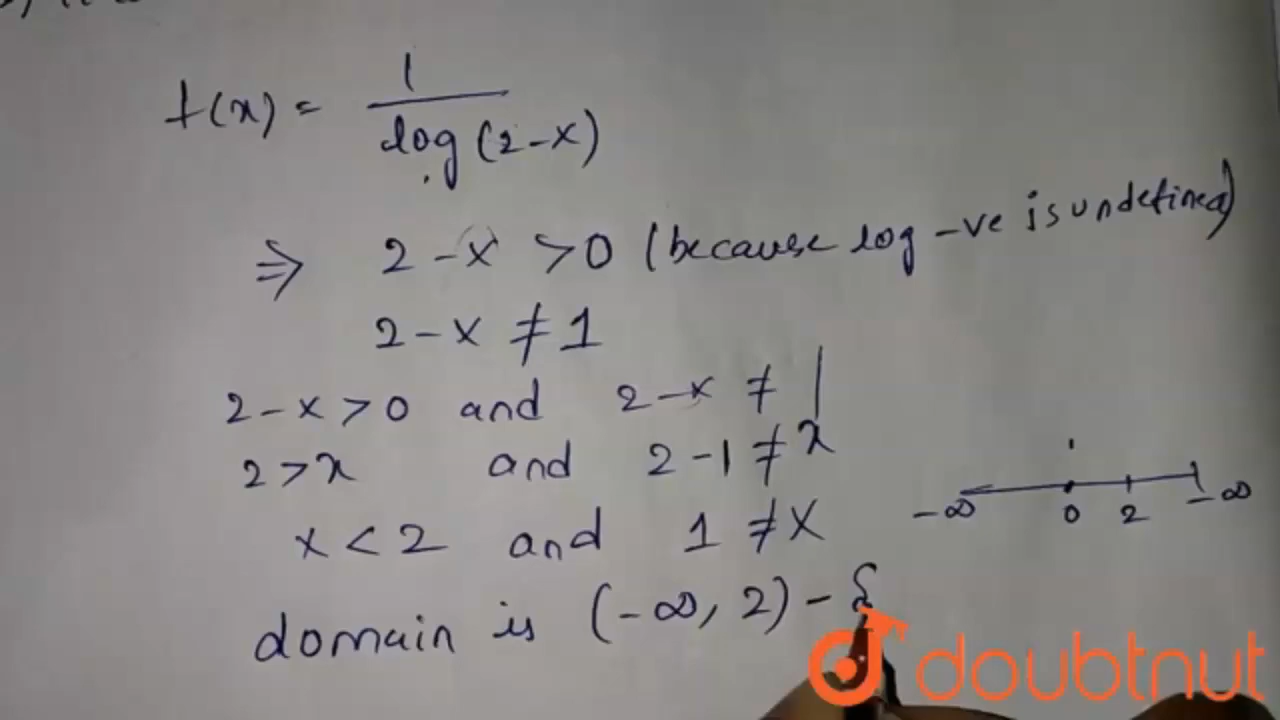 f(x) = 1 / log (2-x)
⇒ 2-x >0 (because log -ve is undefined)
2-x ≠ 1
2-x>0 and 2-x ≠ 1
2>x and 2-1 ≠ x
x<2 and 1 ≠ x
-∞ 0 2 -∞
domain is (-∞, 2) - {
doubtnut